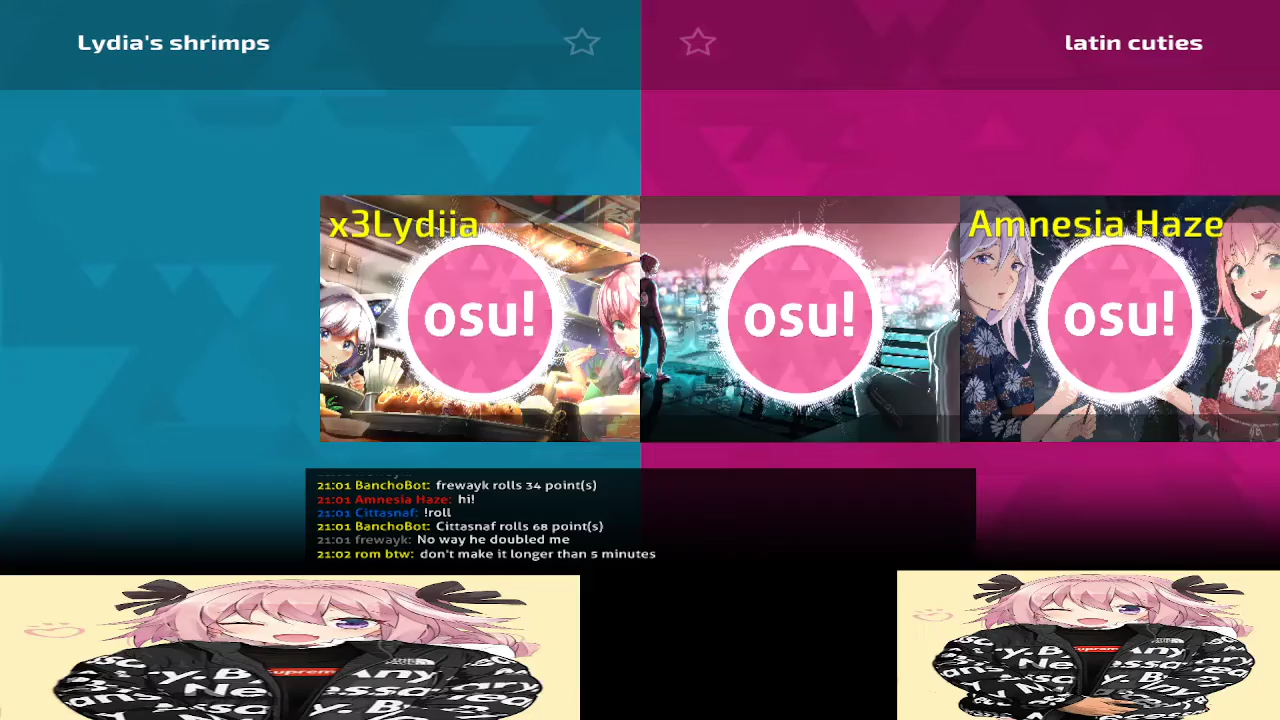 Lydia's shrimps
latin cuties
x3Lydiia
Amnesia Haze
osu!
osu!
osu!
21:01 BanchoBot: frewayk rolls 34 point(s)
21:01 Amnesia Haze: hi!
21:01 Cittasnaf: !roll
21:01 BanchoBot: Cittasnaf rolls 68 point(s)
21:01 frewayk: No way he doubled me
21:02 rom btw: don't make it longer than 5 minutes